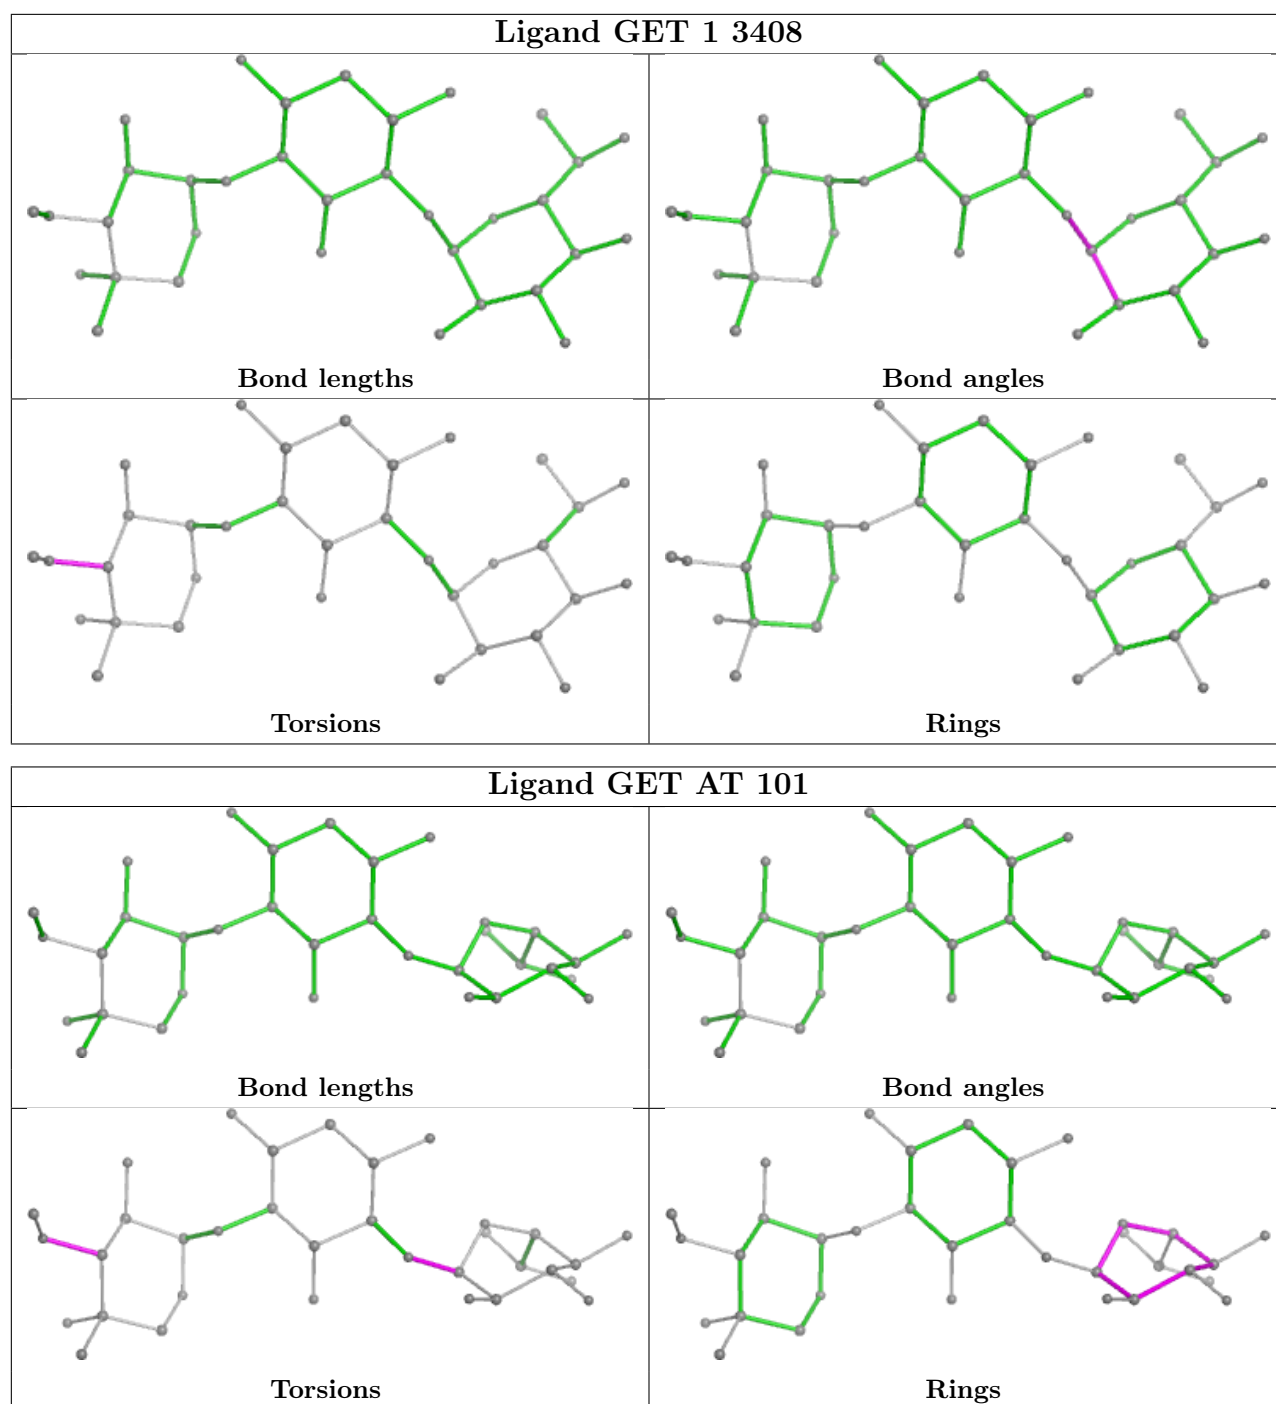 Ligand GET 1 3408
Bond lengths
Bond angles
Torsions
Rings
Ligand GET AT 101
Bond lengths
Bond angles
Torsions
Rings